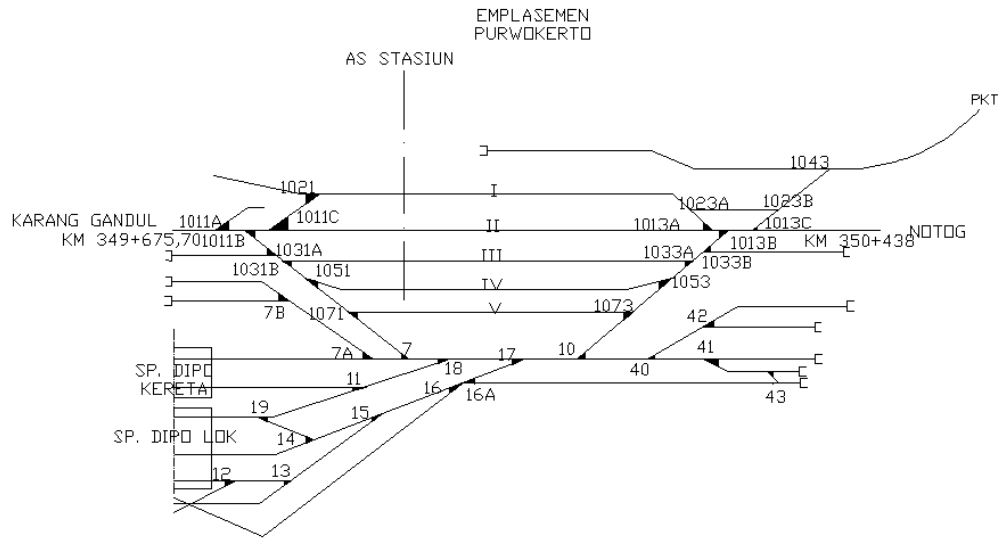 EMPLASEMEN
PURWOKERTO
AS STASIUN
PKT
1043
1021
I
1023A
1023B
KARANG GANDUL
1011A
1011C
II
1013A
1013C
NOTOG
KM 349+675,70
1011B
1013B
KM 350+438
1031A
III
1033A
1033B
1031B
1051
IV
1053
7B
1071
V
1073
42
7A
7
18
17
10
40
41
SP. DIPO
KERETA
11
16
16A
43
19
15
SP. DIPO LOK
14
12
13